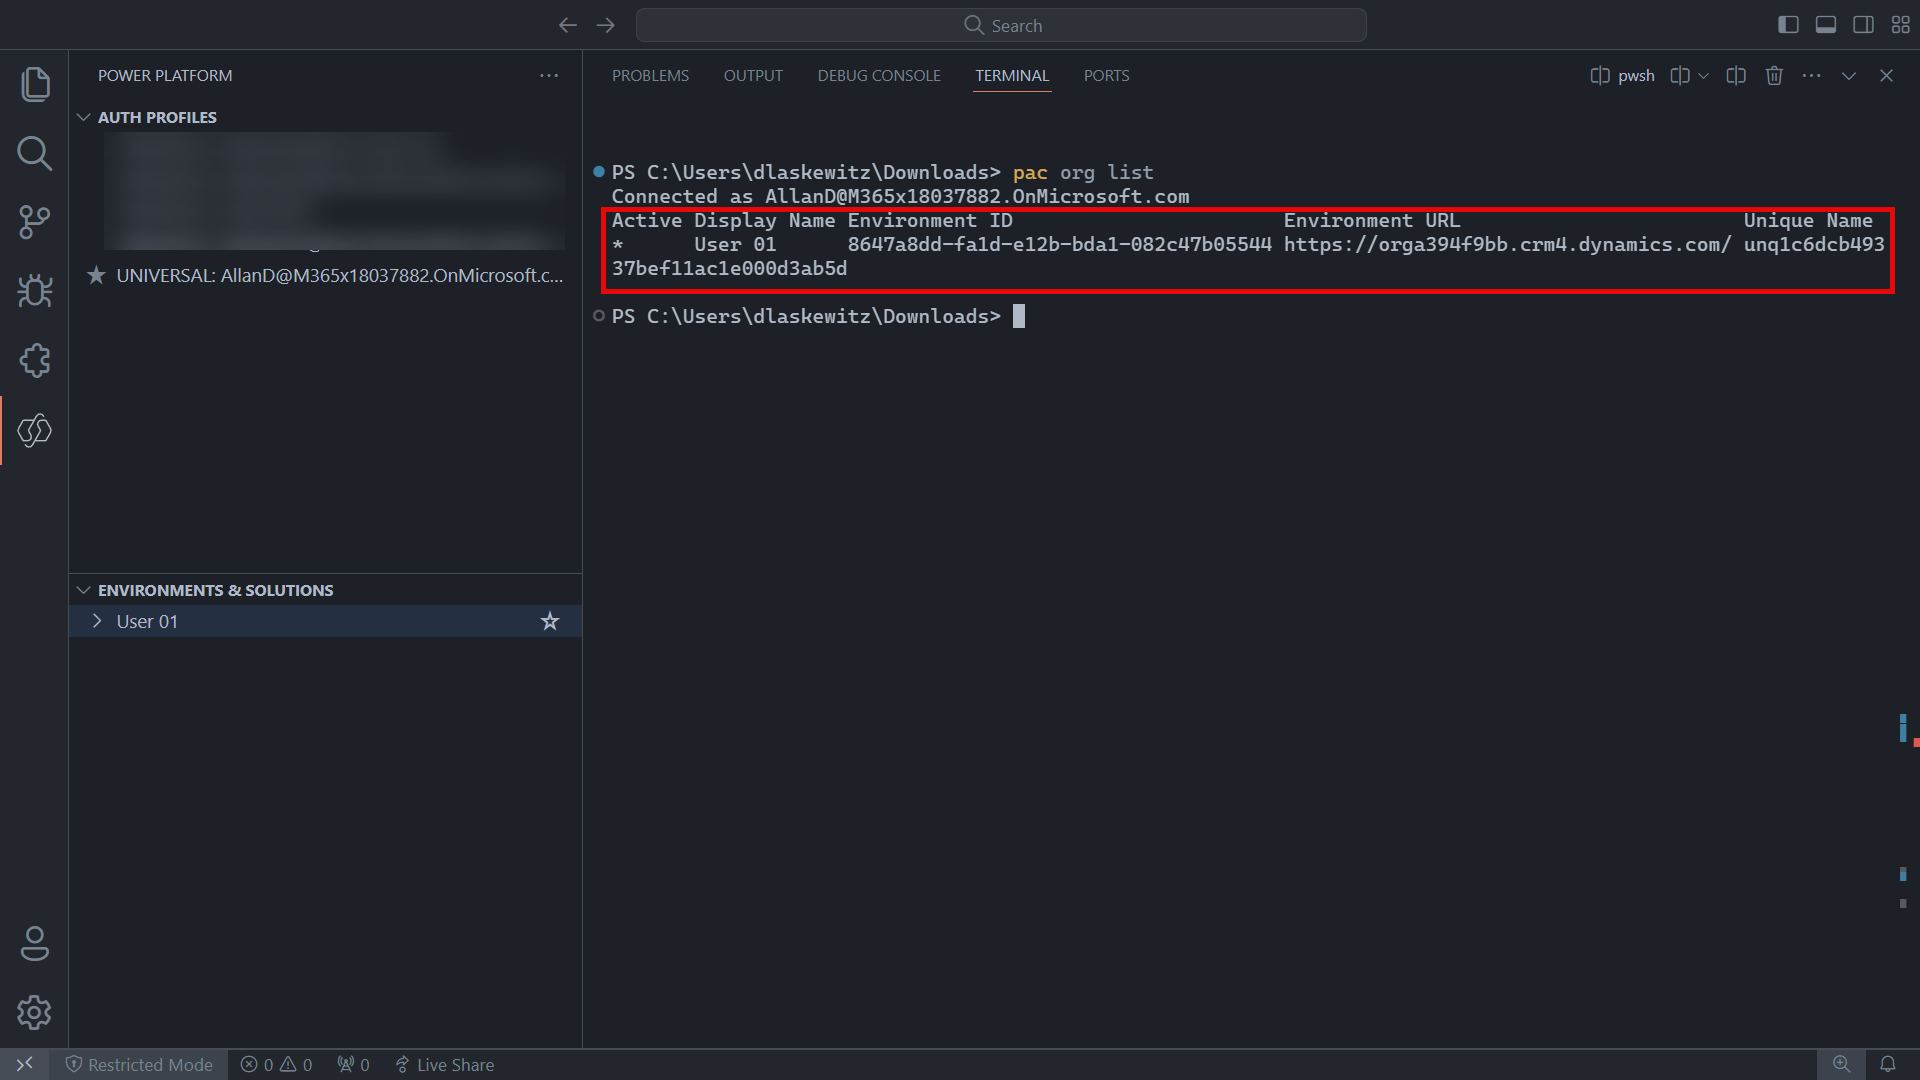 Search
POWER PLATFORM
AUTH PROFILES
UNIVERSAL: AllanD@M365x18037882.OnMicrosoft.c...
ENVIRONMENTS & SOLUTIONS
User 01
PROBLEMS OUTPUT DEBUG CONSOLE TERMINAL PORTS
pwsh
PS C:\Users\dlaskewitz\Downloads> pac org list
Connected as AllanD@M365x18037882.OnMicrosoft.com
Active Display Name Environment ID Environment URL Unique Name
* User 01 8647a8dd-fa1d-e12b-bda1-082c47b05544 https://orga394f9bb.crm4.dynamics.com/ unq1c6dcb493
37bef11ac1e000d3ab5d
PS C:\Users\dlaskewitz\Downloads>
Restricted Mode 0 0 0 Live Share